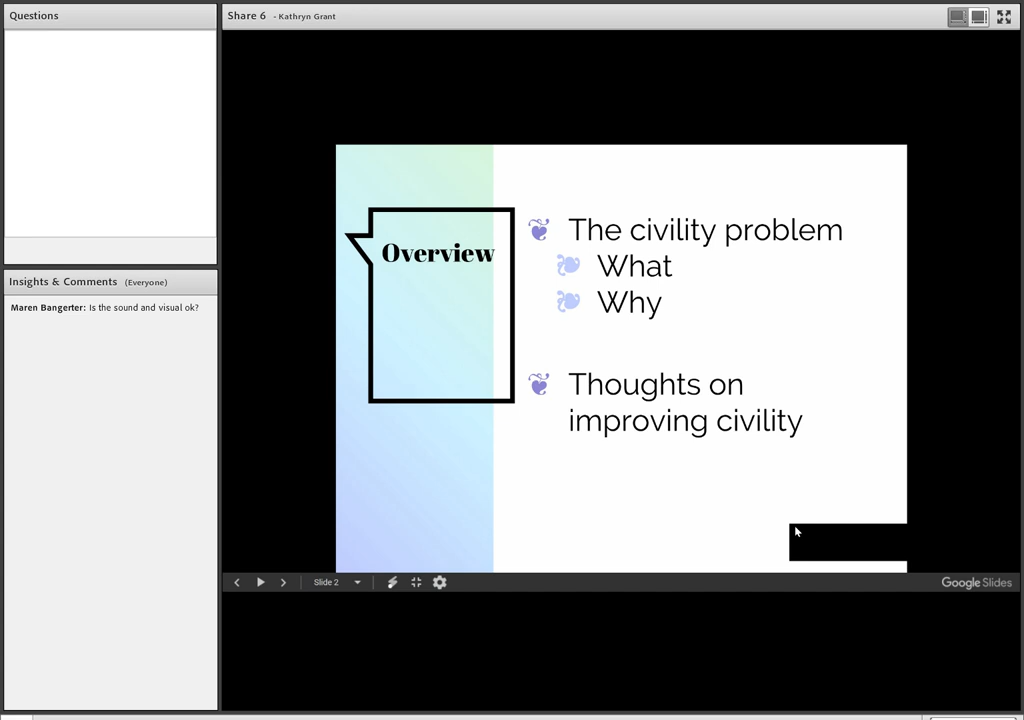 Questions
Share 6 - Kathryn Grant
Insights & Comments (Everyone)
Maren Bangerter: Is the sound and visual ok?
Overview
The civility problem
What
Why
Thoughts on
improving civility
Slide 2
Google Slides